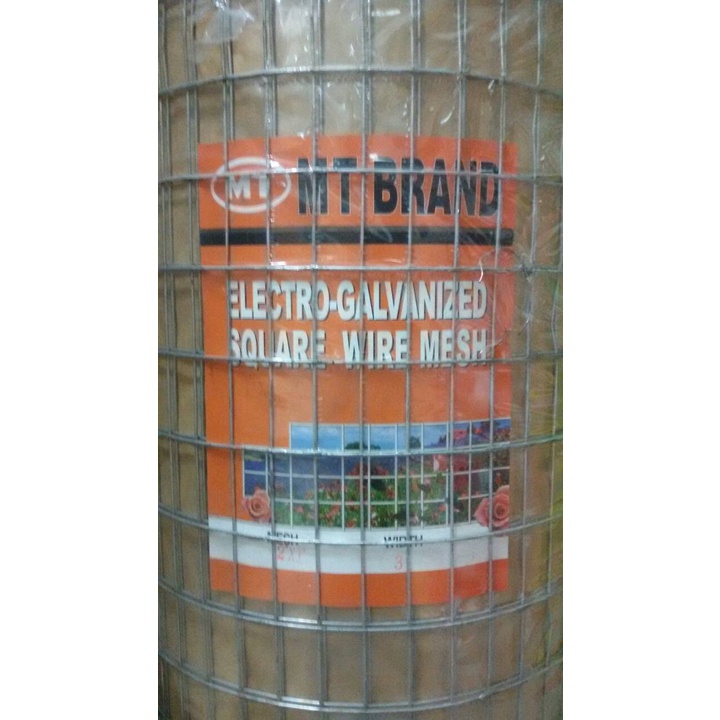 MT MT BRAND
ELECTRO-GALVANIZED
SQUARE WIRE MESH
MESH WIDTH